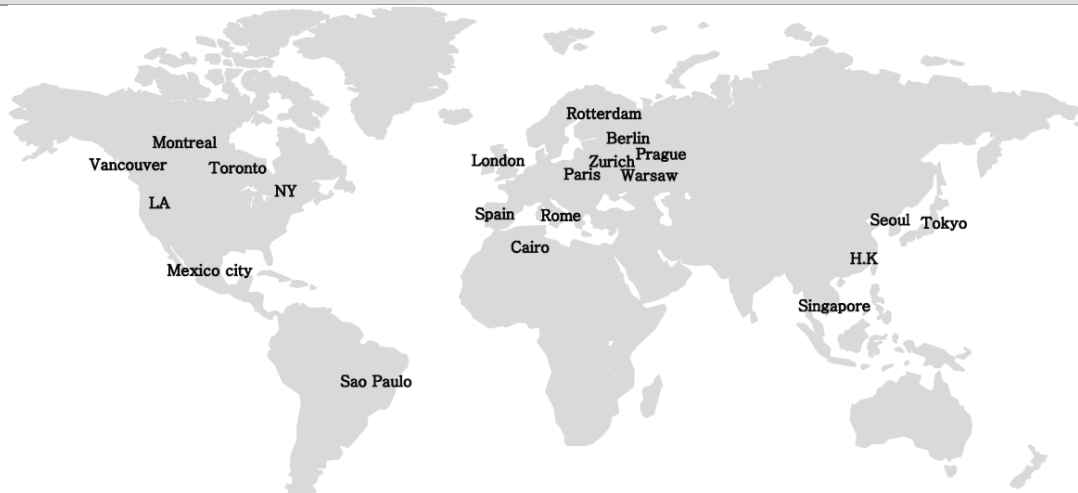 Rotterdam
Montreal
Berlin
Vancouver
Toronto
London
Zurich
Prague
Paris
Warsaw
NY
LA
Spain
Rome
Seoul
Tokyo
Cairo
H.K
Mexico city
Singapore
Sao Paulo